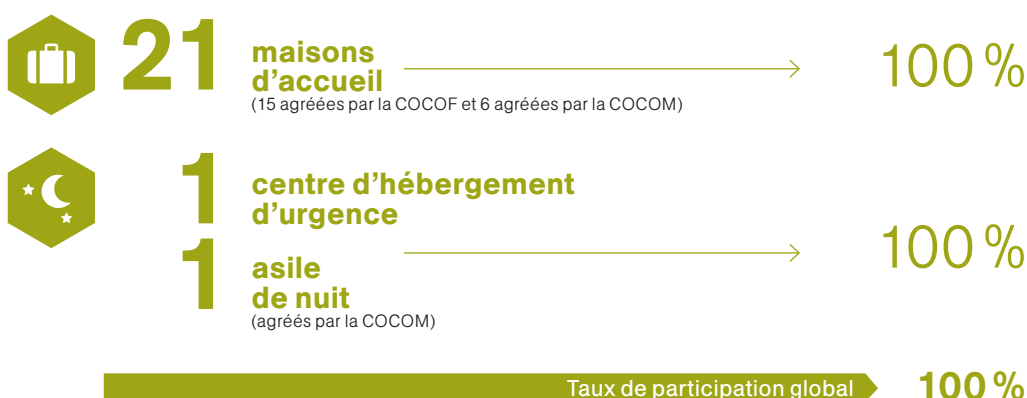 21 maisons
d’accueil
(15 agréées par la COCOF et 6 agréées par la COCOM)
100 %
1 centre d’hébergement
d’urgence
1 asile
de nuit
(agréés par la COCOM)
100 %
Taux de participation global 100 %